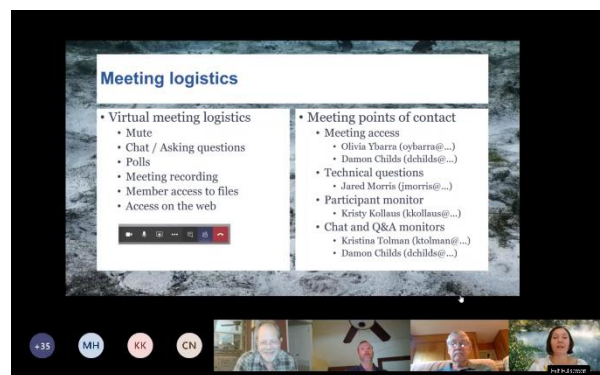 Meeting logistics
• Virtual meeting logistics
• Mute
• Chat / Asking questions
• Polls
• Meeting recording
• Member access to files
• Access on the web
• Meeting points of contact
• Meeting access
• Olivia Ybarra (oybarra@...)
• Damon Childs (dchilds@...)
• Technical questions
• Jared Morris (jmorris@...)
• Participant monitor
• Kristy Kollaus (kkollaus@...)
• Chat and Q&A monitors
• Kristina Tolman (ktolman@...)
• Damon Childs (dchilds@...)
+35
MH
KK
CN